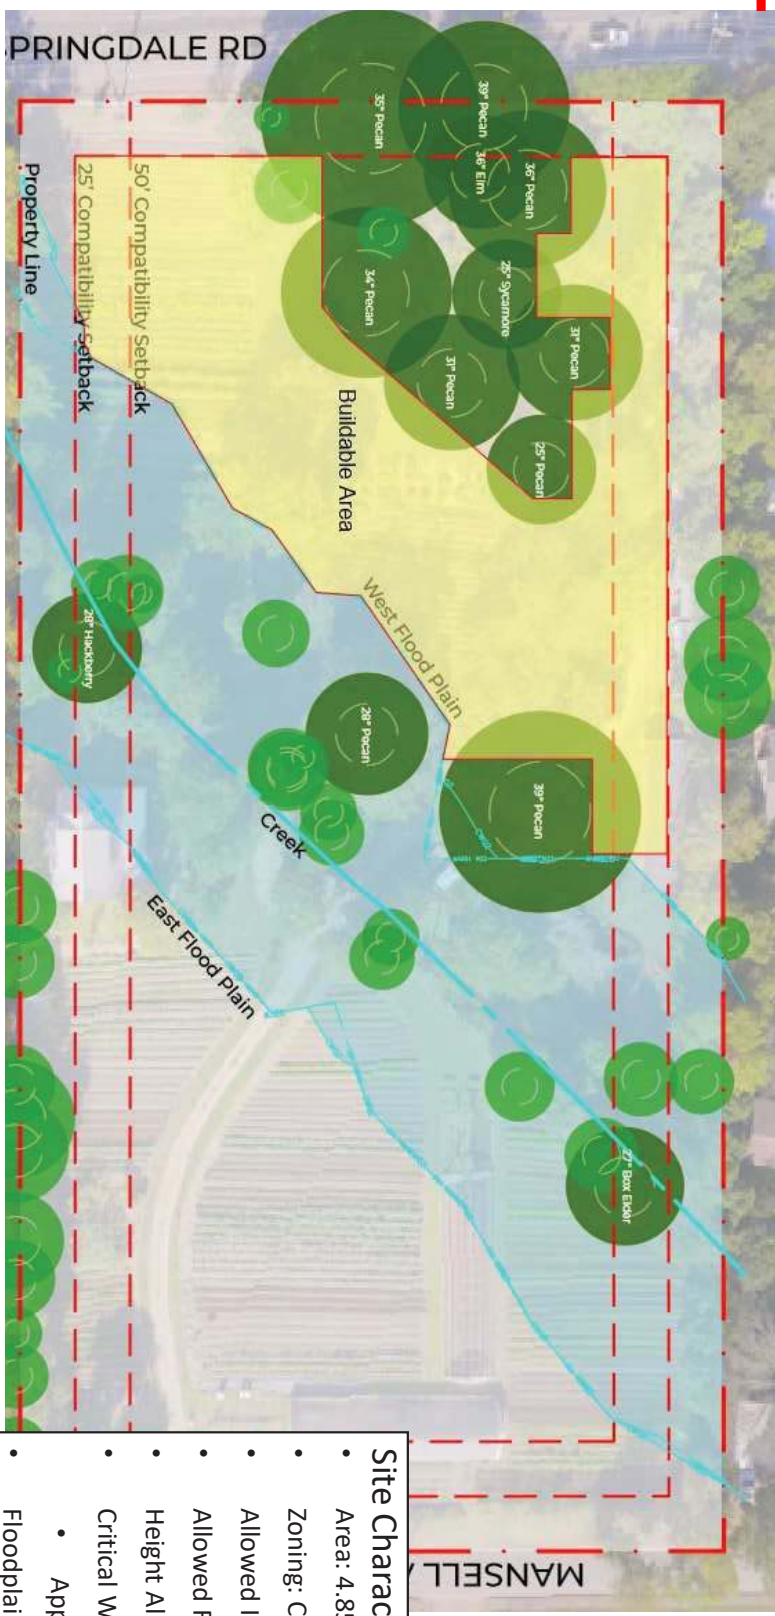 SPRINGDALE RD
35" Pecan
39" Pecan
36" Elm
36" Pecan
25" Sycamore
34" Pecan
31" Pecan
31" Pecan
25" Pecan
Property Line
25' Compatibility Setback
50' Compatibility Setback
Buildable Area
West Flood Plain
28" Hackberry
28" Pecan
39" Pecan
Creek
East Flood Plain
27" Box Elder
MANSELL
Site Charac
• Area: 4.85
• Zoning: C
• Allowed I
• Allowed F
• Height Al
• Critical W
• App
• Floodplai